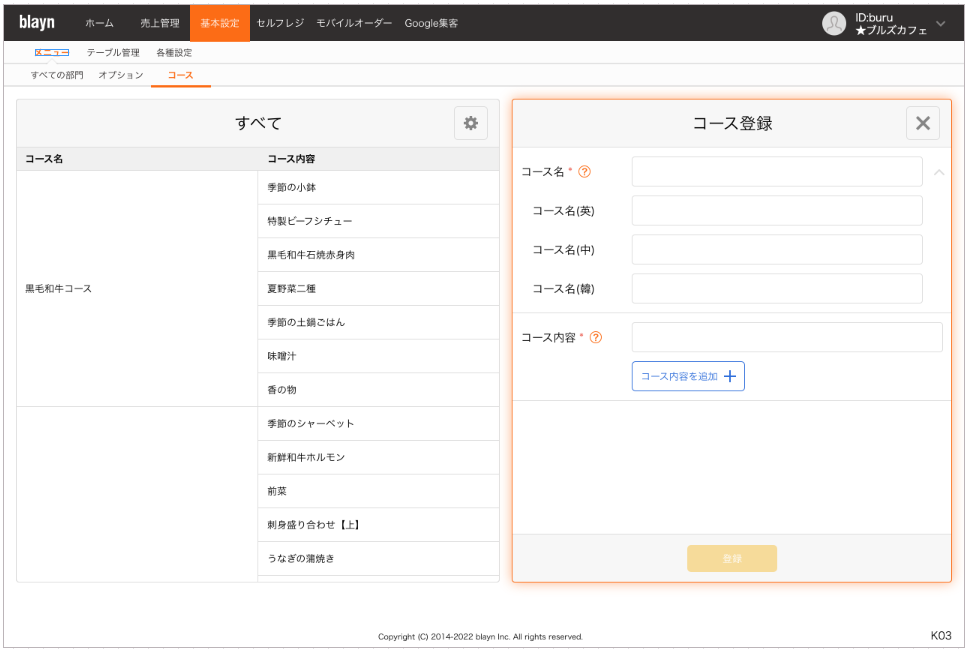 blayn ホーム 売上管理 基本設定 セルフレジ モバイルオーダー Google集客 ID:buru
★ブルズカフェ
メニュー テーブル管理 各種設定
すべての部門 オプション コース
すべて
コース名 コース内容
季節の小鉢
特製ビーフシチュー
黒毛和牛石焼赤身肉
黒毛和牛コース 夏野菜二種
季節の土鍋ごはん
味噌汁
香の物
季節のシャーベット
新鮮和牛ホルモン
前菜
刺身盛り合わせ【上】
うなぎの蒲焼き
コース登録
コース名 * ?
コース名(英)
コース名(中)
コース名(韓)
コース内容 * ?
コース内容を追加 +
登録
Copyright (C) 2014-2022 blayn Inc. All rights reserved.
K03